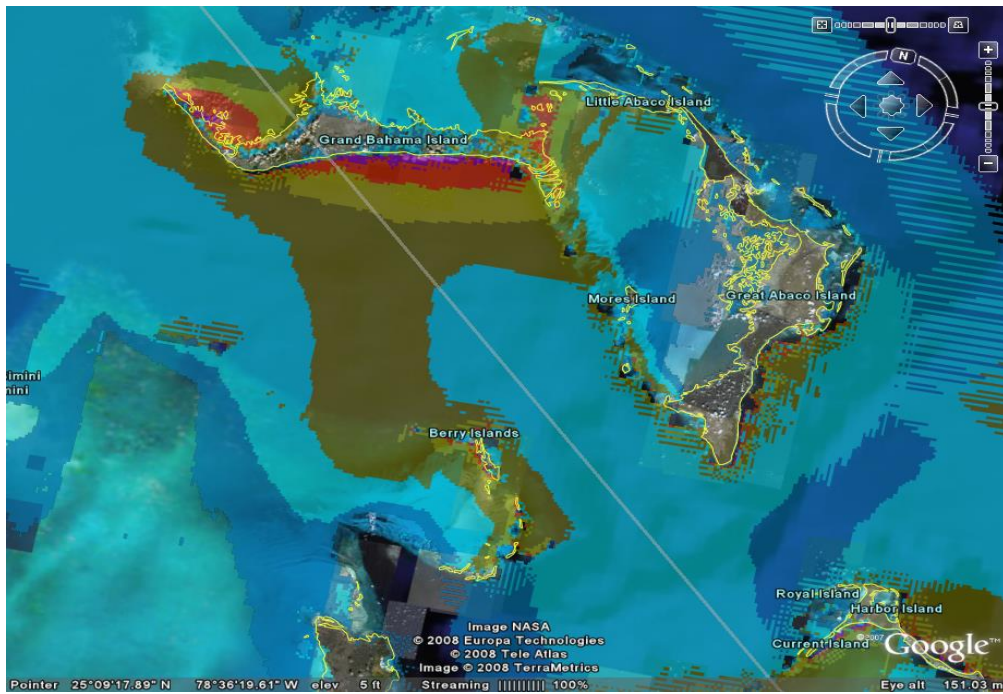 N
Little Abaco Island
Grand Bahama Island
Mores Island
Great Abaco Island
Berry Islands
Royal Island
Harbor Island
Current Island
Image NASA
© 2008 Europa Technologies
© 2008 Tele Atlas
Image © 2008 TerraMetrics
© 2007 Google™
Pointer 25°09'17.89" N 78°36'19.61" W elev 5 ft Streaming |||||||||| 100% Eye alt 151.03 m